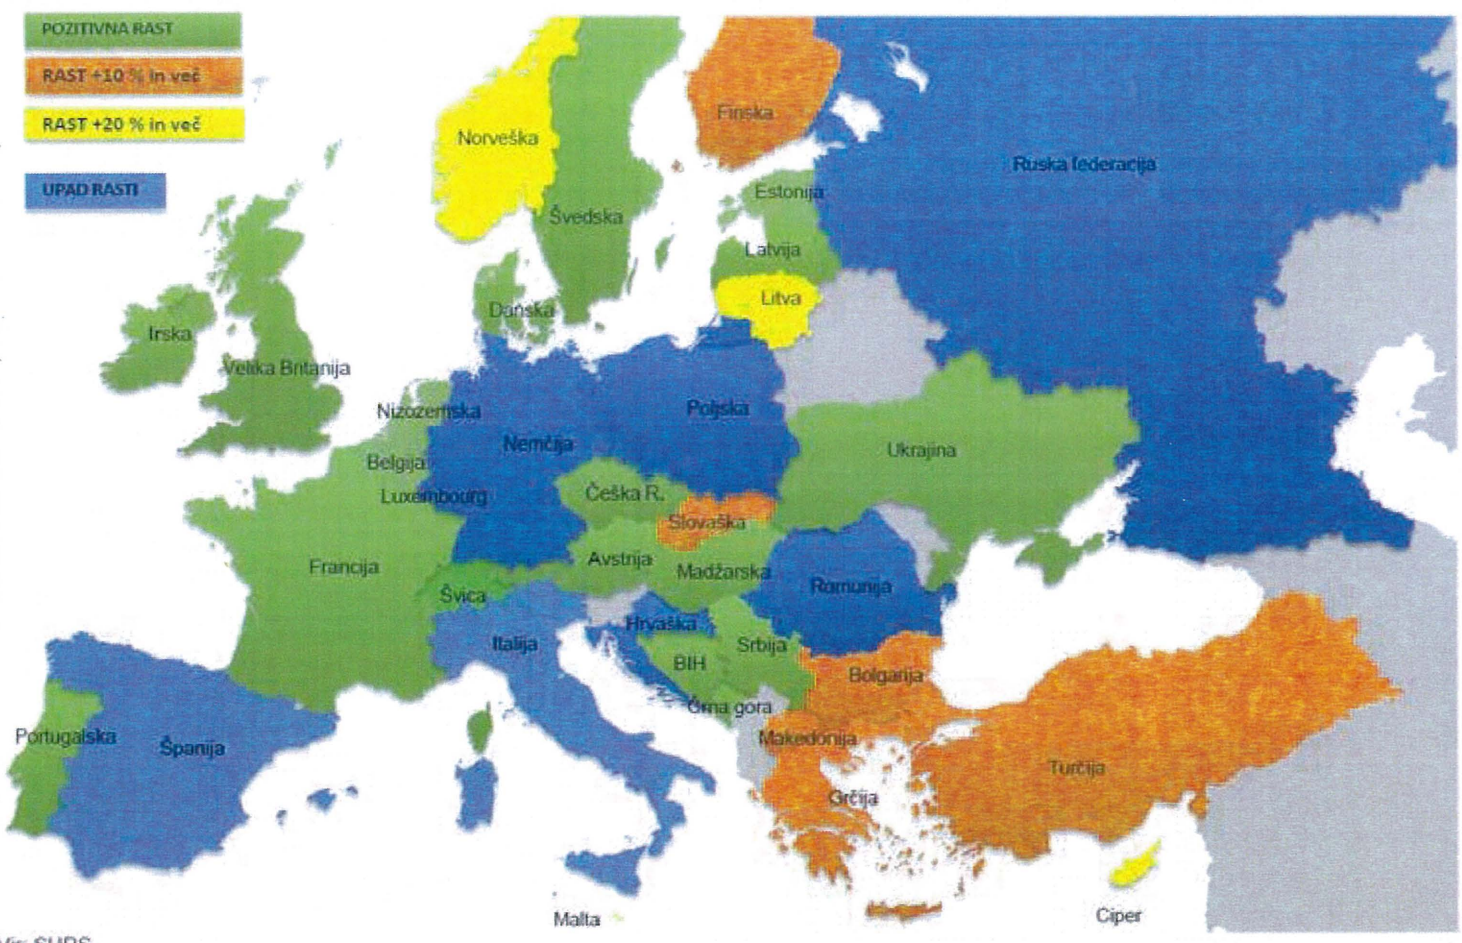 POZITIVNA RAST
RAST +10 % in več
RAST +20 % in več
UPAD RASTI
Norveška
Finska
Ruska federacija
Estonija
Švedska
Latvija
Litva
Danska
Irska
Velika Britanija
Nizozemska
Poljska
Nemčija
Belgija
Ukrajina
Luxembourg
Češka R.
Slovaška
Avstrija
Francija
Madžarska
Romunija
Švica
Hrvaška
Italija
Srbija
BIH
Bolgarija
Črna gora
Portugalska
Španija
Makedonija
Turčija
Grčija
Malta
Ciper
SURS